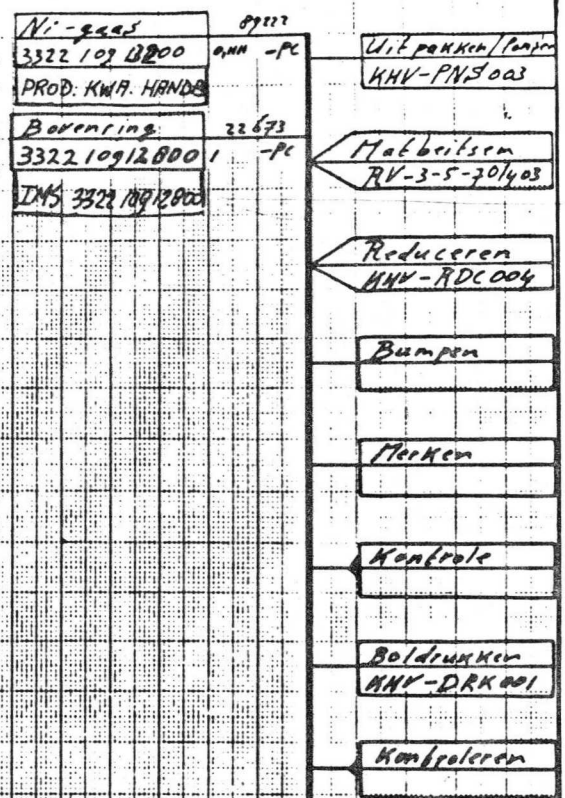 Ni-gaas 89222
3322 109 13200 0,44 -PC
PROD: KWA. HANDB
Bovenring 22673
3322 109 12800 1 -PC
IMS 3322 109 12800
Uitpakken/
KHV-PNS003
Matbeitsen
RV-3-5-70/403
Reduceren
KHV-RDC004
Bumpen
Merken
Kontrole
Boldrukken
KHV-DRK001
Kontroleren